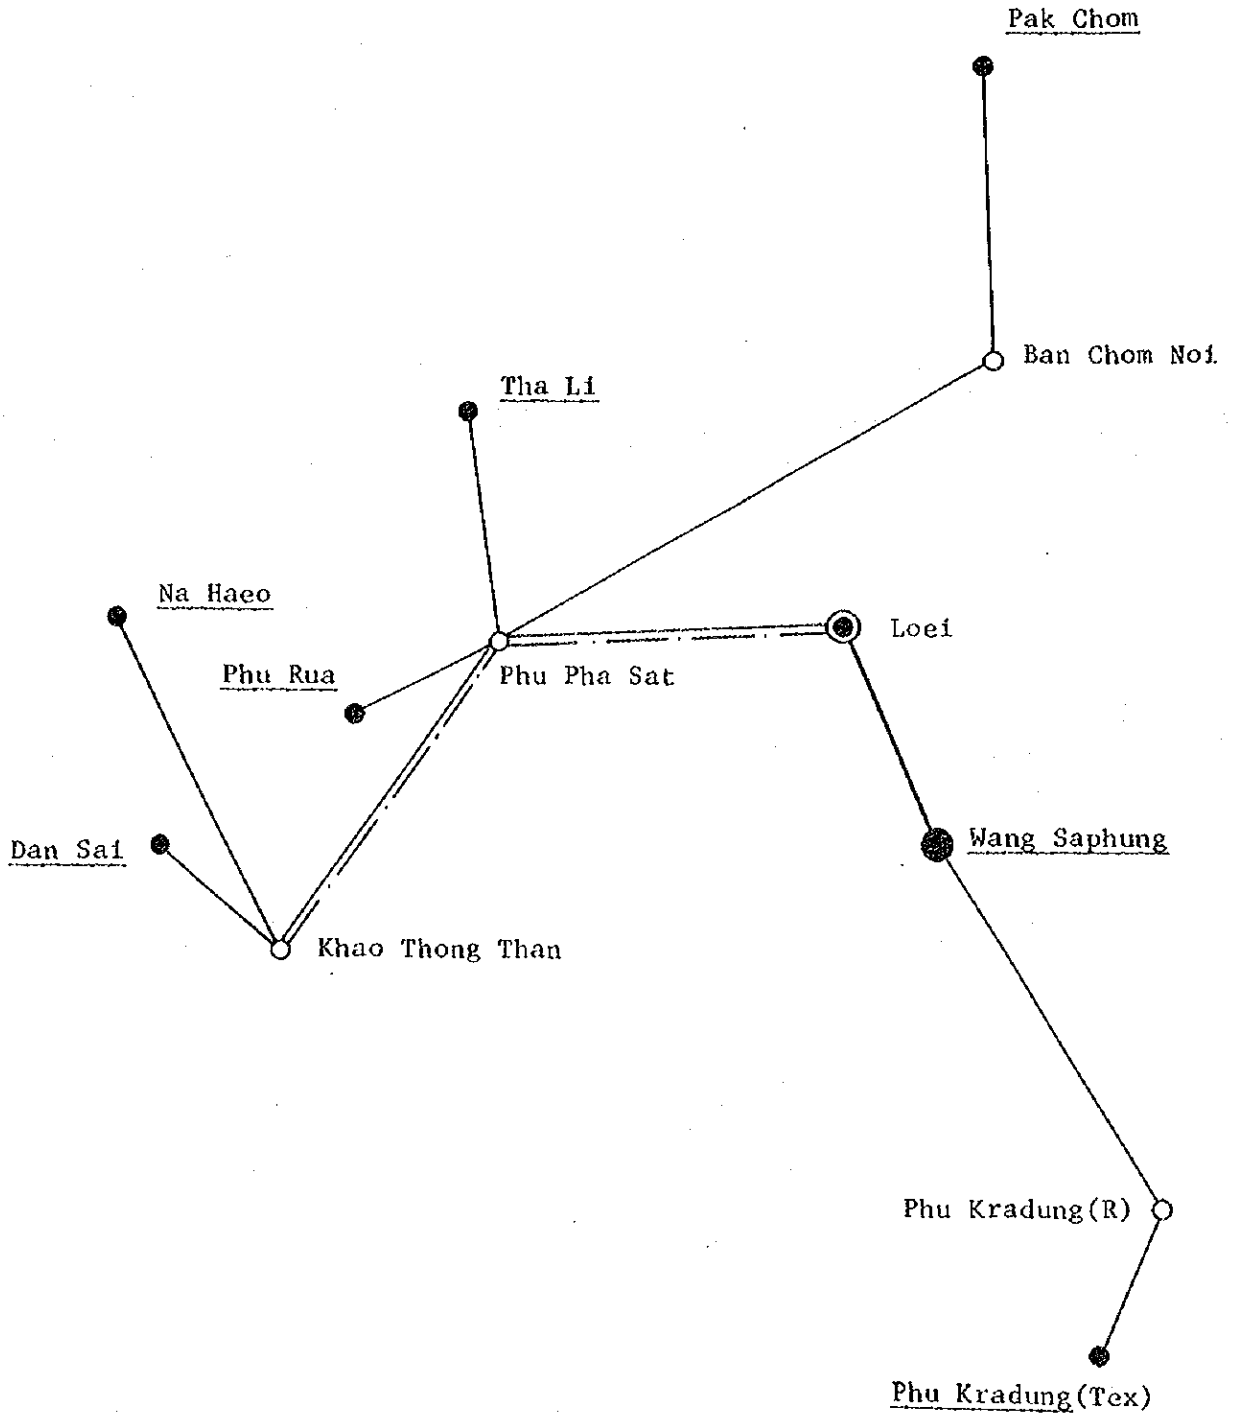 Pak Chom
Ban Chom Noi
Tha Li
Na Haeo
Loei
Phu Rua
Phu Pha Sat
Wang Saphung
Dan Sai
Khao Thong Than
Phu Kradung(R)
Phu Kradung(Tex)